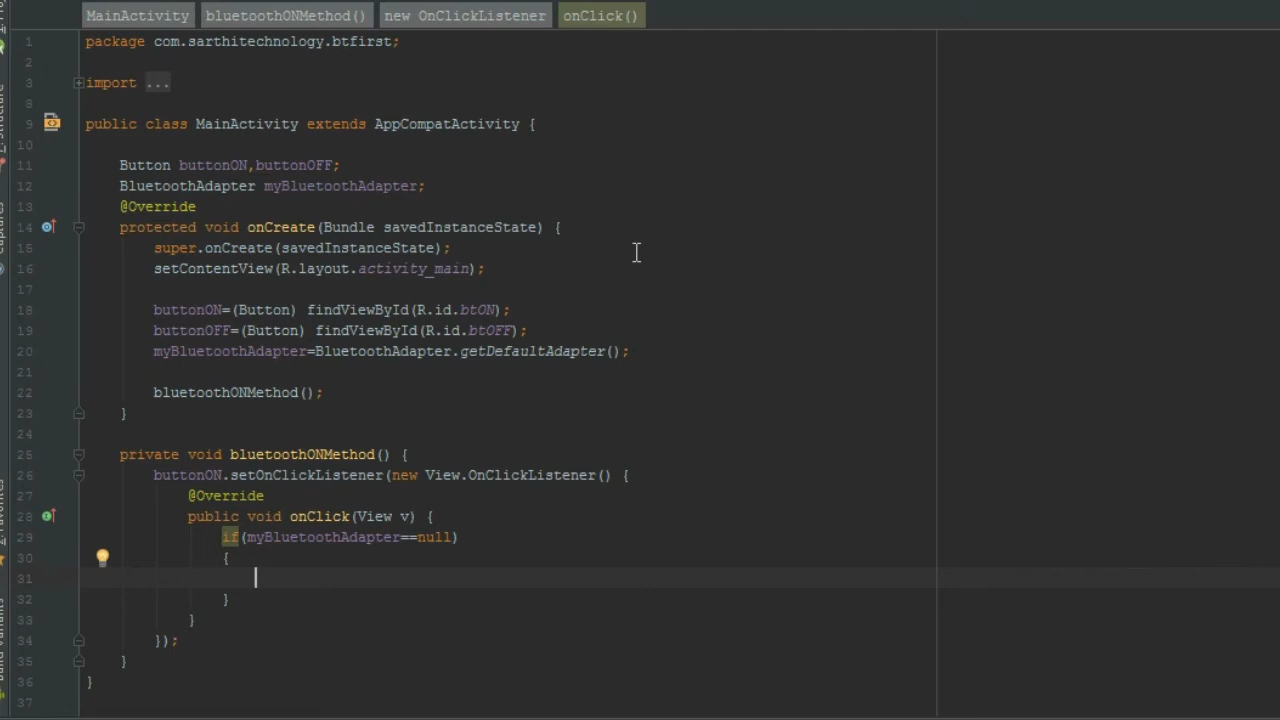 MainActivity bluetoothONMethod() new OnClickListener onClick()
1 package com.sarthitechnology.btfirst;
2
3 import ...
8
9 public class MainActivity extends AppCompatActivity {
10
11 Button buttonON,buttonOFF;
12 BluetoothAdapter myBluetoothAdapter;
13 @Override
14 protected void onCreate(Bundle savedInstanceState) {
15 super.onCreate(savedInstanceState);
16 setContentView(R.layout.activity_main);
17
18 buttonON=(Button) findViewById(R.id.btON);
19 buttonOFF=(Button) findViewById(R.id.btOFF);
20 myBluetoothAdapter=BluetoothAdapter.getDefaultAdapter();
21
22 bluetoothONMethod();
23 }
24
25 private void bluetoothONMethod() {
26 buttonON.setOnClickListener(new View.OnClickListener() {
27 @Override
28 public void onClick(View v) {
29 if(myBluetoothAdapter==null)
30 {
31
32 }
33 }
34 });
35 }
36 }
37